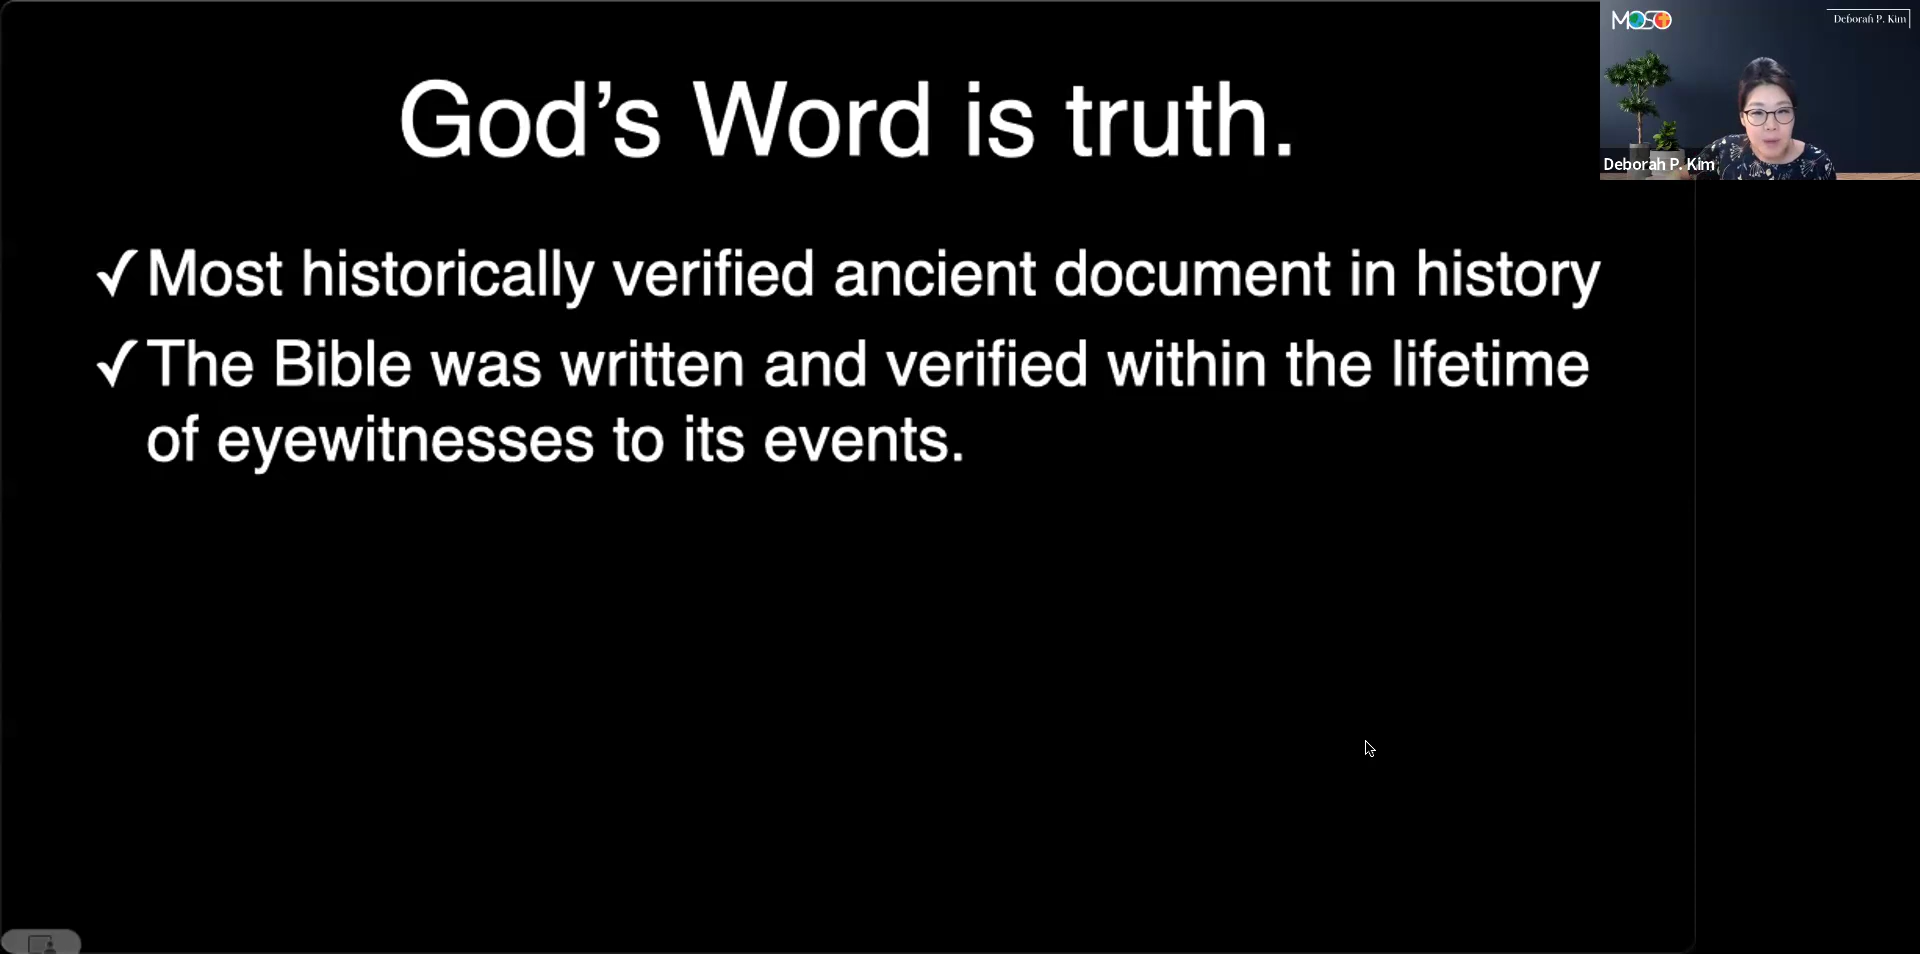 God’s Word is truth.
✓Most historically verified ancient document in history
✓The Bible was written and verified within the lifetime
of eyewitnesses to its events.
MOSO
Deborah P. Kim
Deborah P. Kim